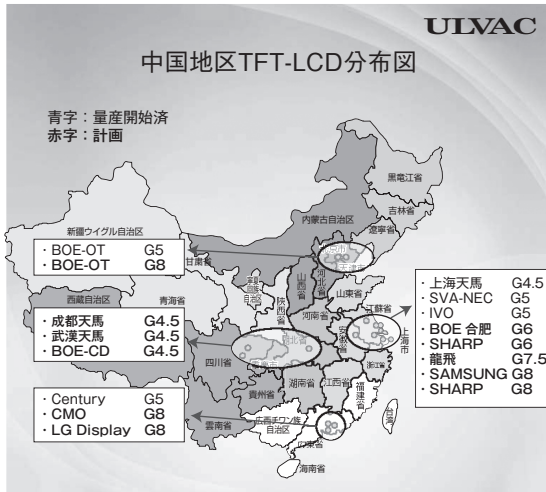 ULVAC
中国地区TFT-LCD分布図
青字：量産開始済
赤字：計画
黒竜江省
吉林省
遼寧省
内蒙古自治区
新疆ウイグル自治区
・BOE-OT G5
・BOE-OT G8
甘粛省
山西省
河北省
山東省
陝西省
河南省
江蘇省
安徽省
上海市
浙江省
西蔵自治区
青海省
・成都天馬 G4.5
・武漢天馬 G4.5
・BOE-CD G4.5
四川省
湖南省
江西省
福建省
貴州省
雲南省
広西チワン族
自治区
広東省
海南省
台湾
・Century G5
・CMO G8
・LG Display G8
・上海天馬 G4.5
・SVA-NEC G5
・IVO G5
・BOE 合肥 G6
・SHARP G6
・龍飛 G7.5
・SAMSUNG G8
・SHARP G8